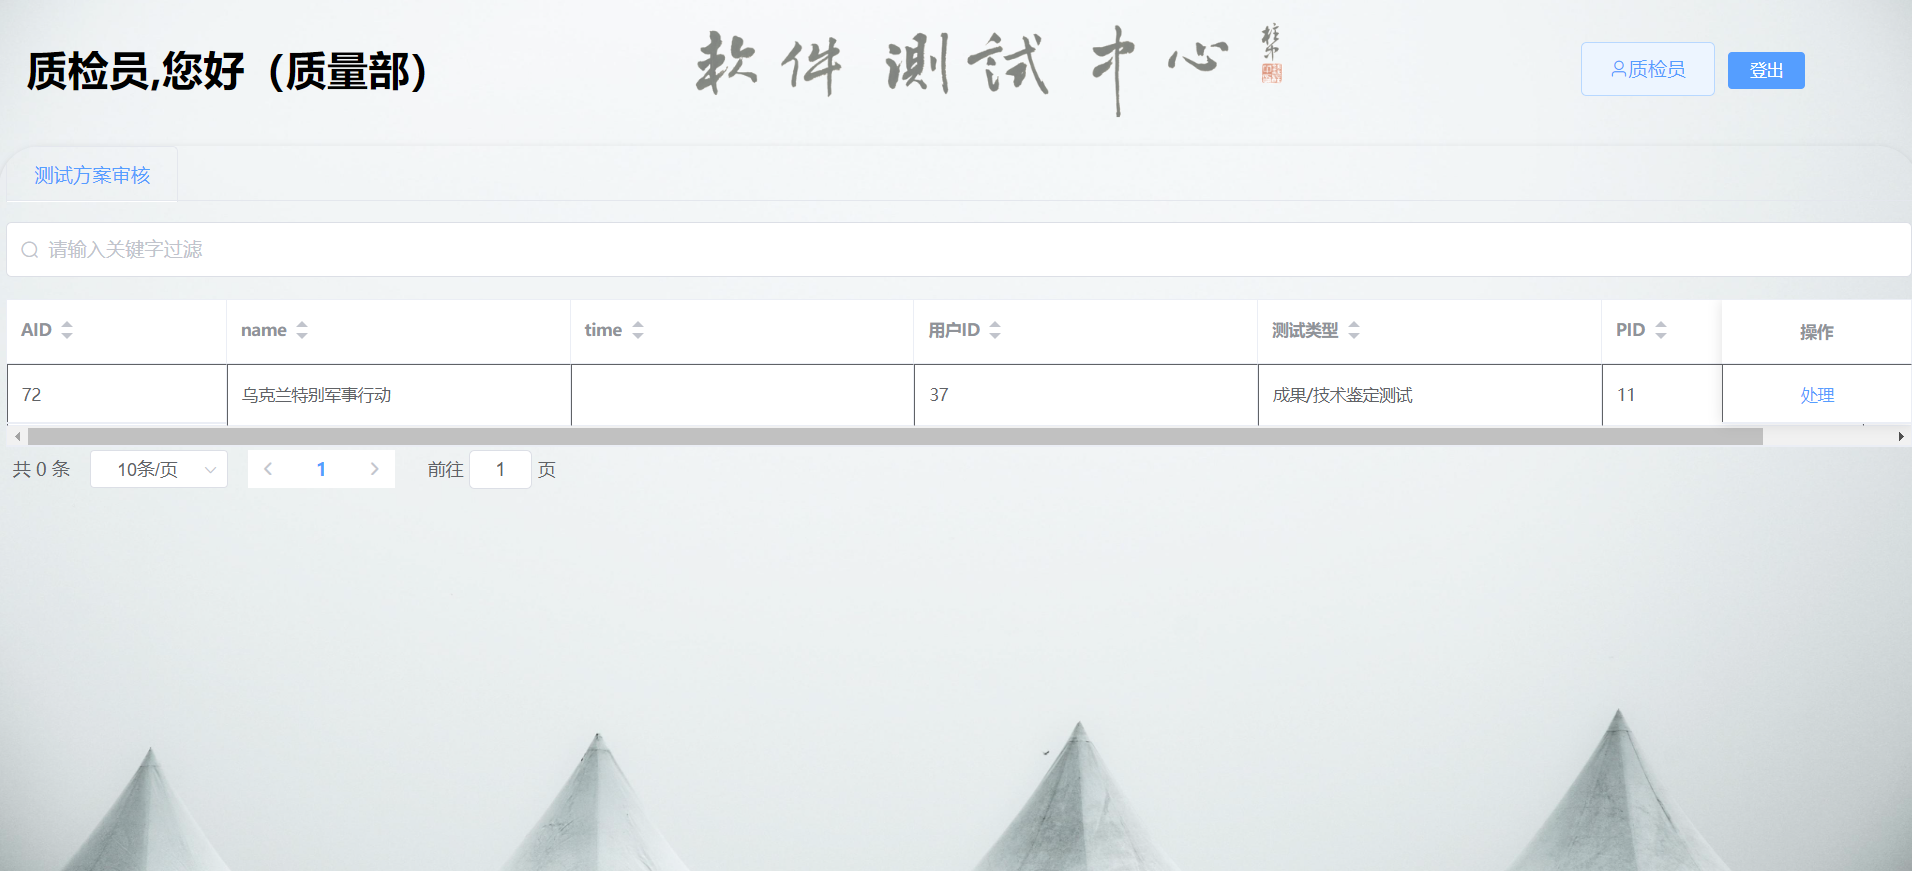 质检员,您好（质量部）
軟件測試中心
质检员
登出
测试方案审核
请输入关键字过滤
AID name time 用户ID 测试类型 PID 操作
72 乌克兰特别军事行动 37 成果/技术鉴定测试 11 处理
共 0 条 10条/页 1 前往 1 页